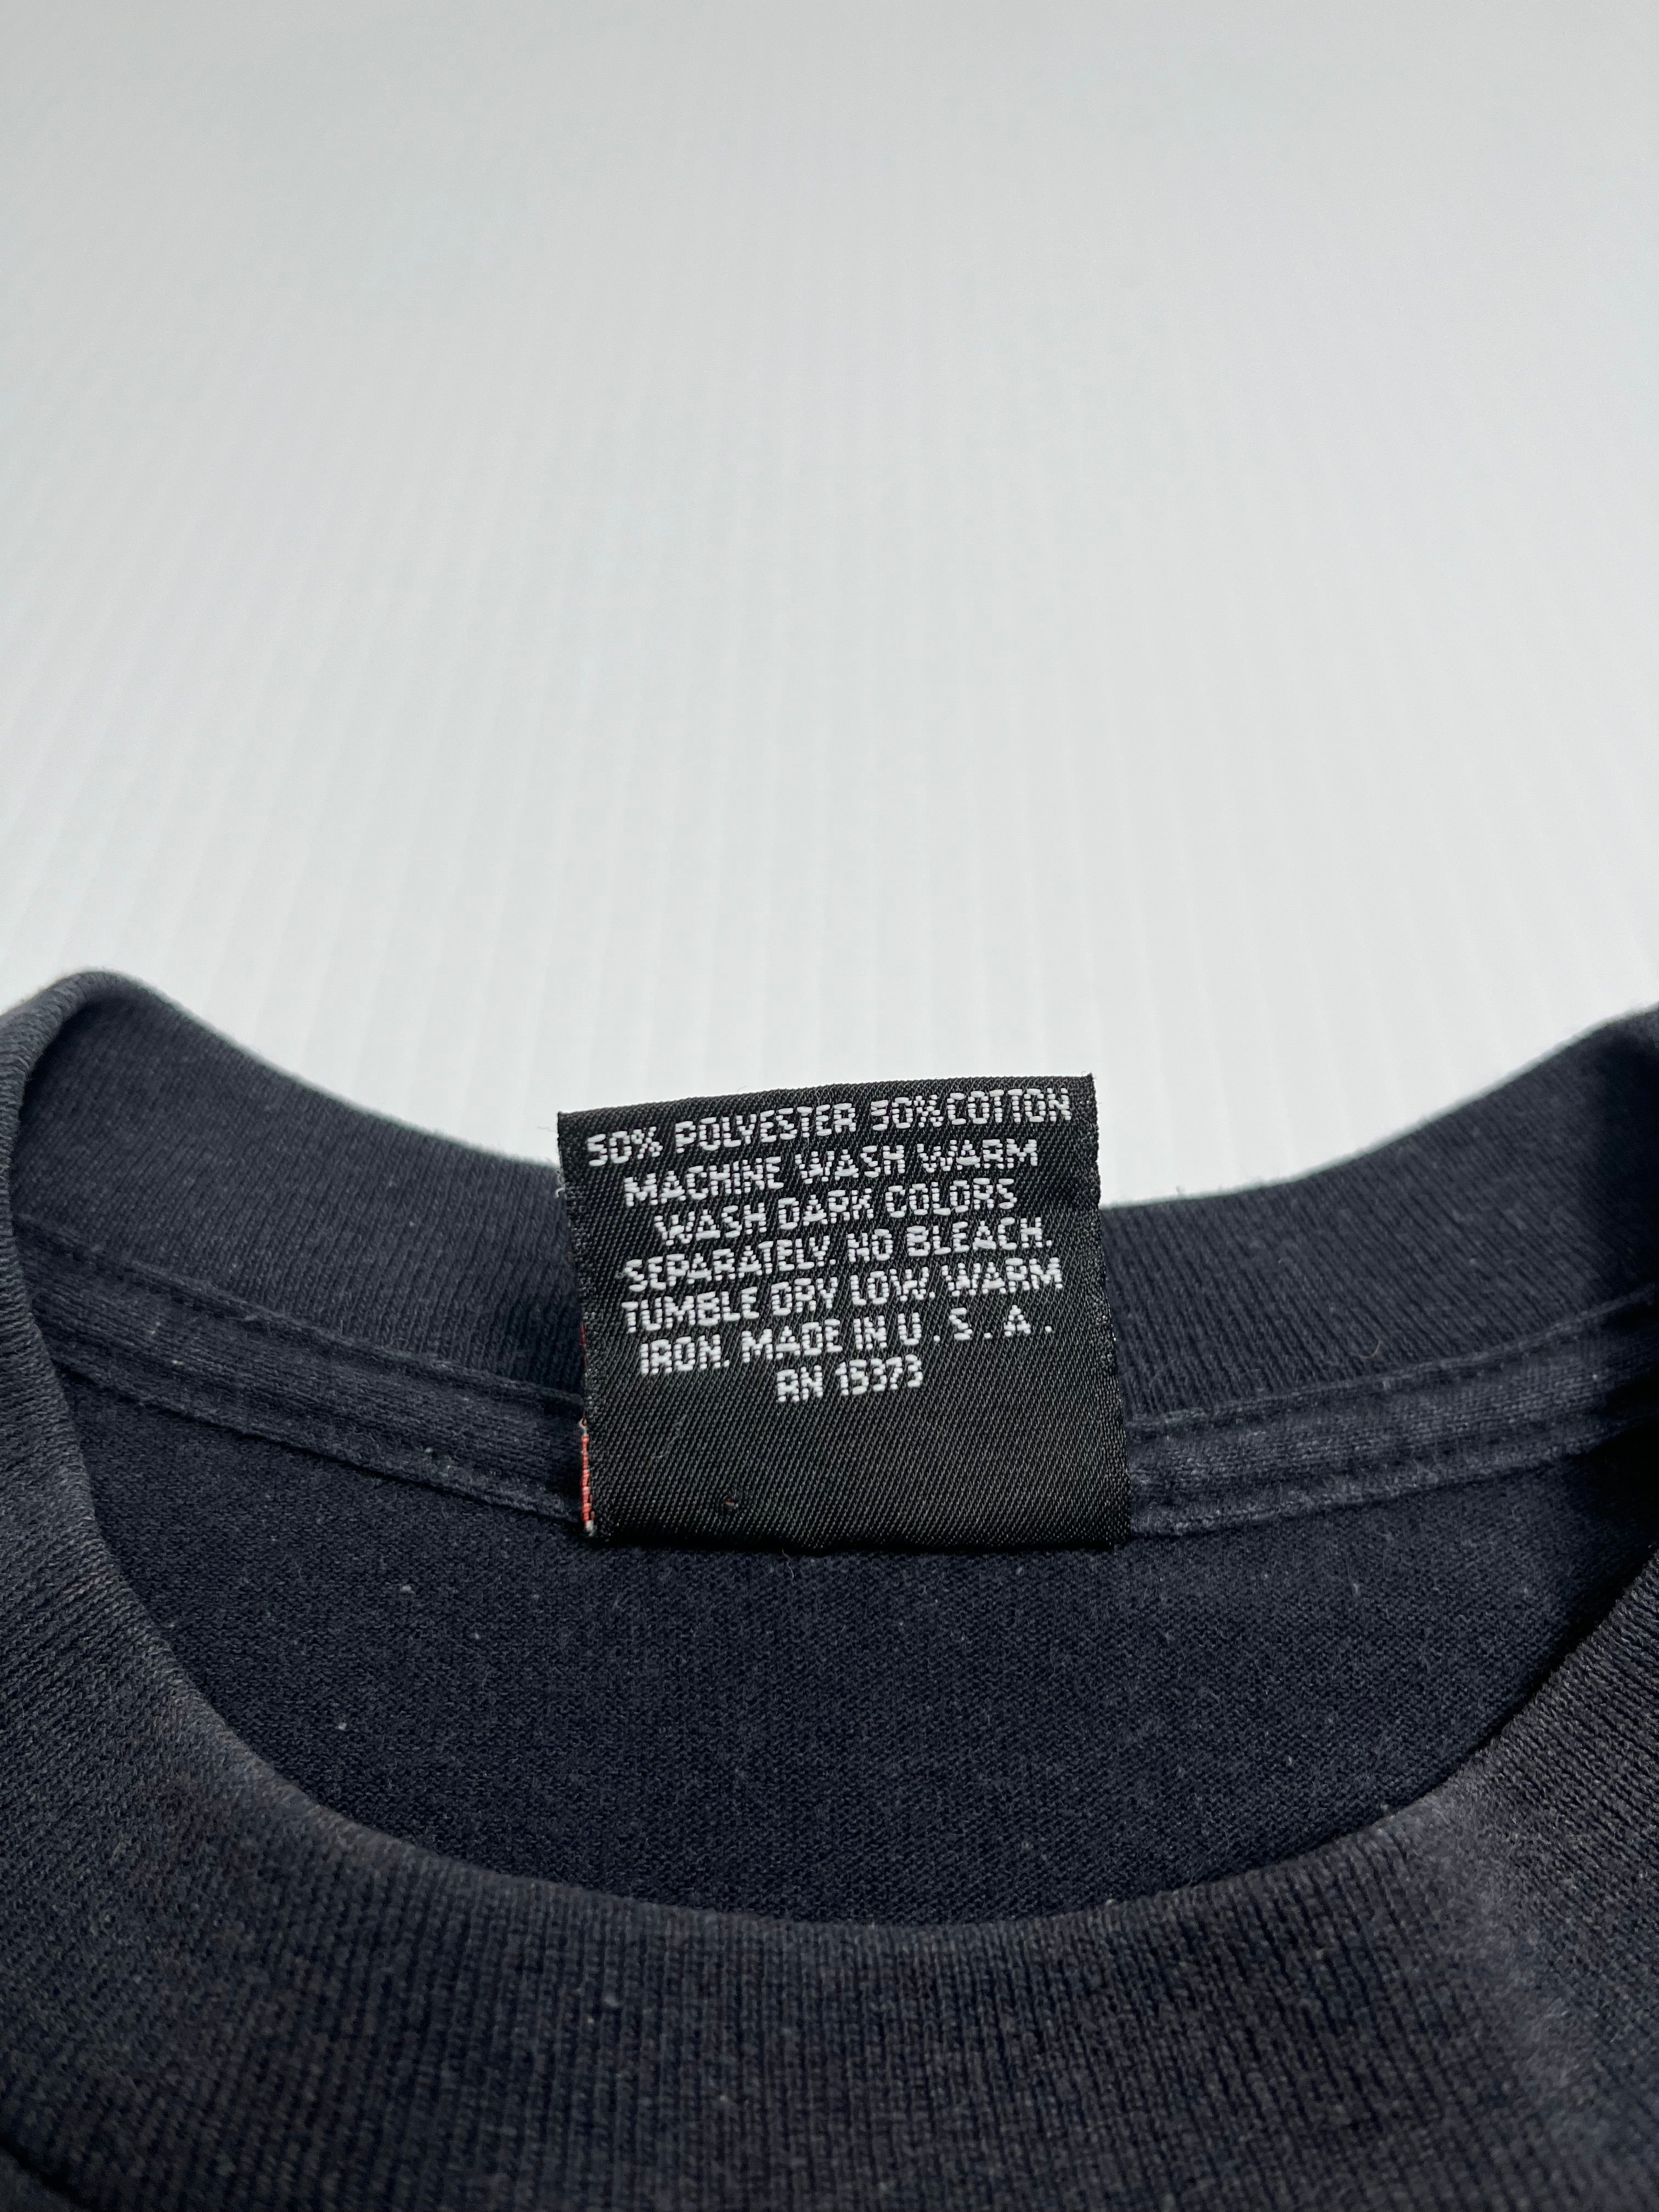 50% POLYESTER 50% COTTON
MACHINE WASH WARM
WASH DARK COLORS
SEPARATELY. NO BLEACH.
TUMBLE DRY LOW. WARM
IRON. MADE IN U.S.A.
RN 15373